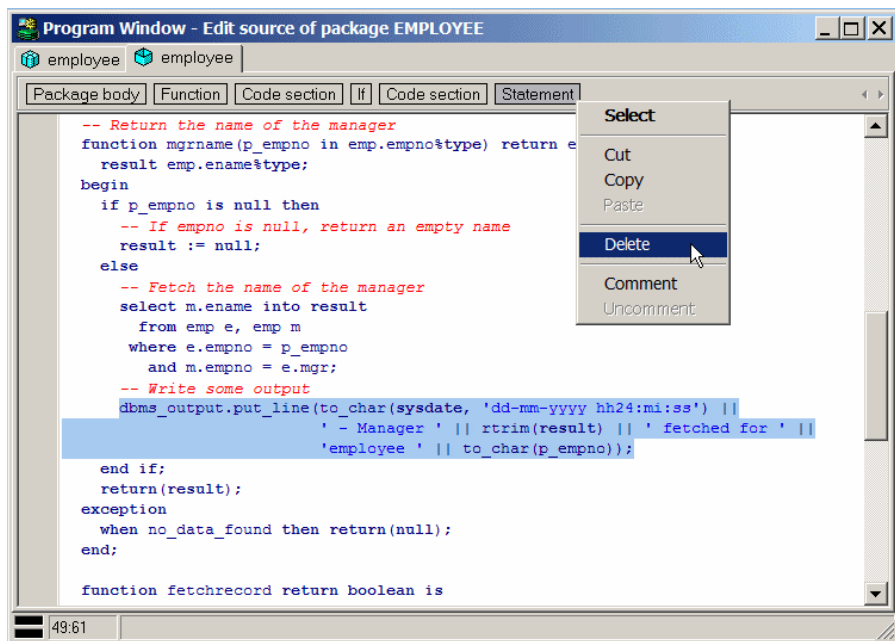 Program Window - Edit source of package EMPLOYEE
employee employee
Package body Function Code section If Code section Statement
-- Return the name of the manager
function mgrname(p_empno in emp.empno%type) return e
result emp.ename%type;
begin
if p_empno is null then
-- If empno is null, return an empty name
result := null;
else
-- Fetch the name of the manager
select m.ename into result
from emp e, emp m
where e.empno = p_empno
and m.empno = e.mgr;
-- Write some output
dbms_output.put_line(to_char(sysdate, 'dd-mm-yyyy hh24:mi:ss') ||
' - Manager ' || rtrim(result) || ' fetched for ' ||
'employee ' || to_char(p_empno));
end if;
return(result);
exception
when no_data_found then return(null);
end;
function fetchrecord return boolean is
Select
Cut
Copy
Paste
Delete
Comment
Uncomment
49:61